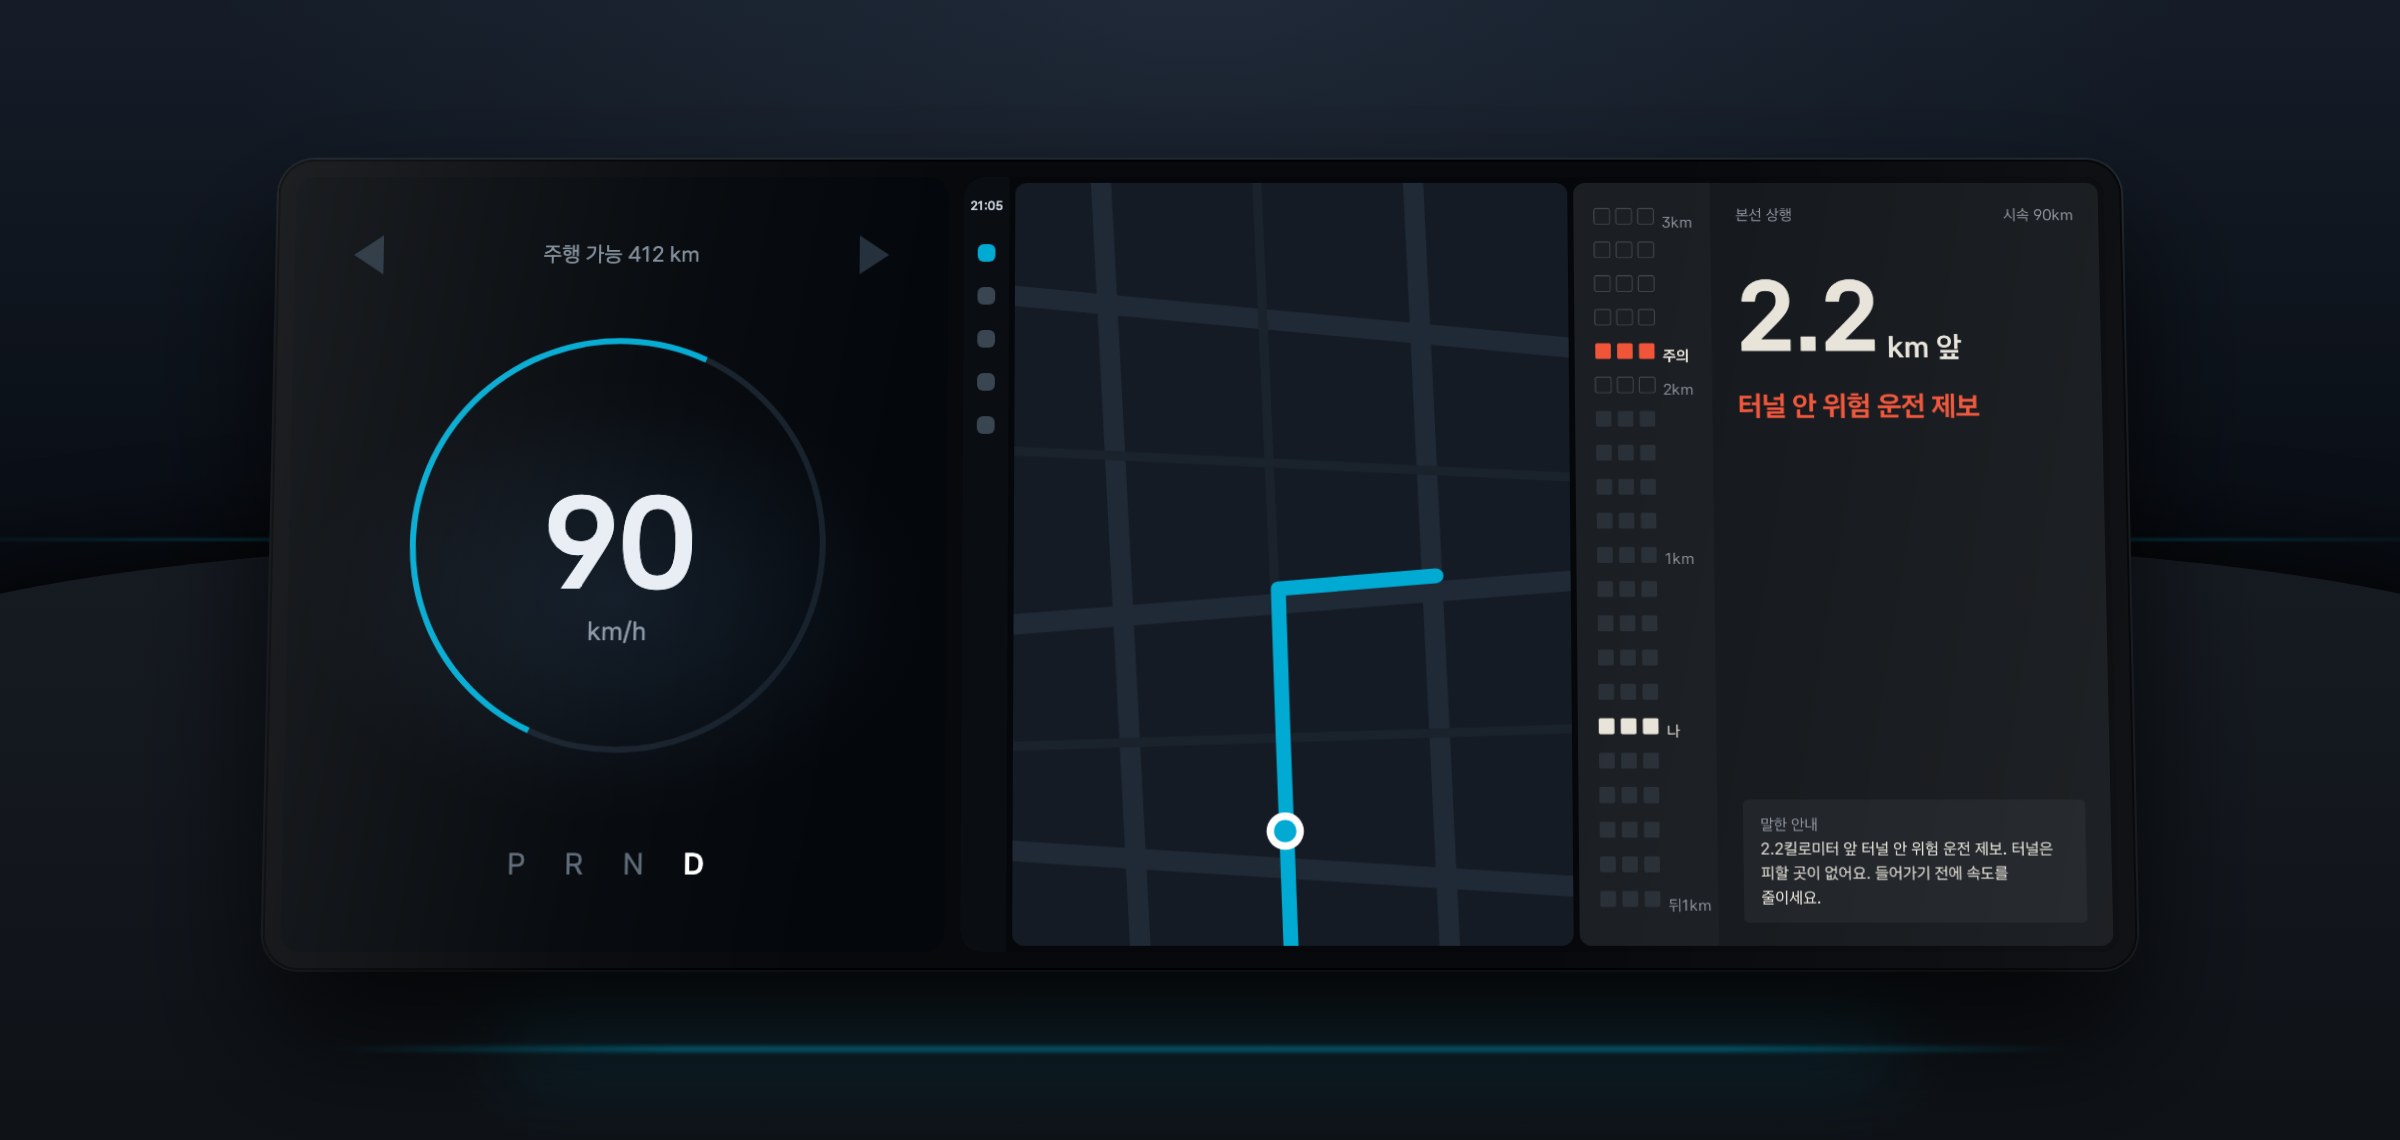 주행 가능 412 km
90
km/h
P R N D
21:05
3km
주의
2km
1km
나
뒤1km
본선 상행
시속 90km
2.2 km 앞
터널 안 위험 운전 제보
말한 안내
2.2킬로미터 앞 터널 안 위험 운전 제보. 터널은
피할 곳이 없어요. 들어가기 전에 속도를
줄이세요.